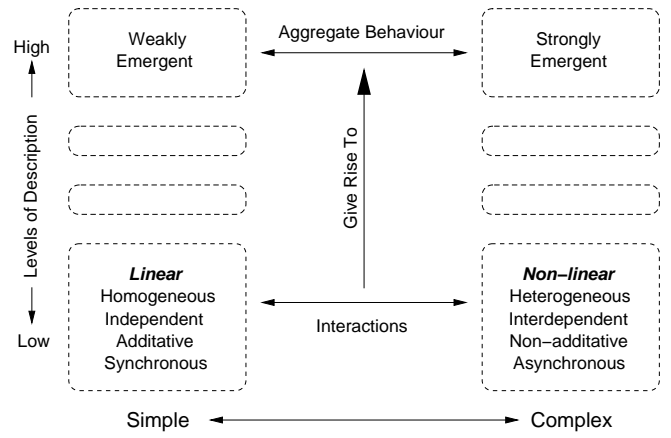 High
Weakly
Emergent
Aggregate Behaviour
Strongly
Emergent
Levels of Description
Give Rise To
Linear
Homogeneous
Independent
Additative
Synchronous
Interactions
Non−linear
Heterogeneous
Interdependent
Non−additative
Asynchronous
Low
Simple
Complex